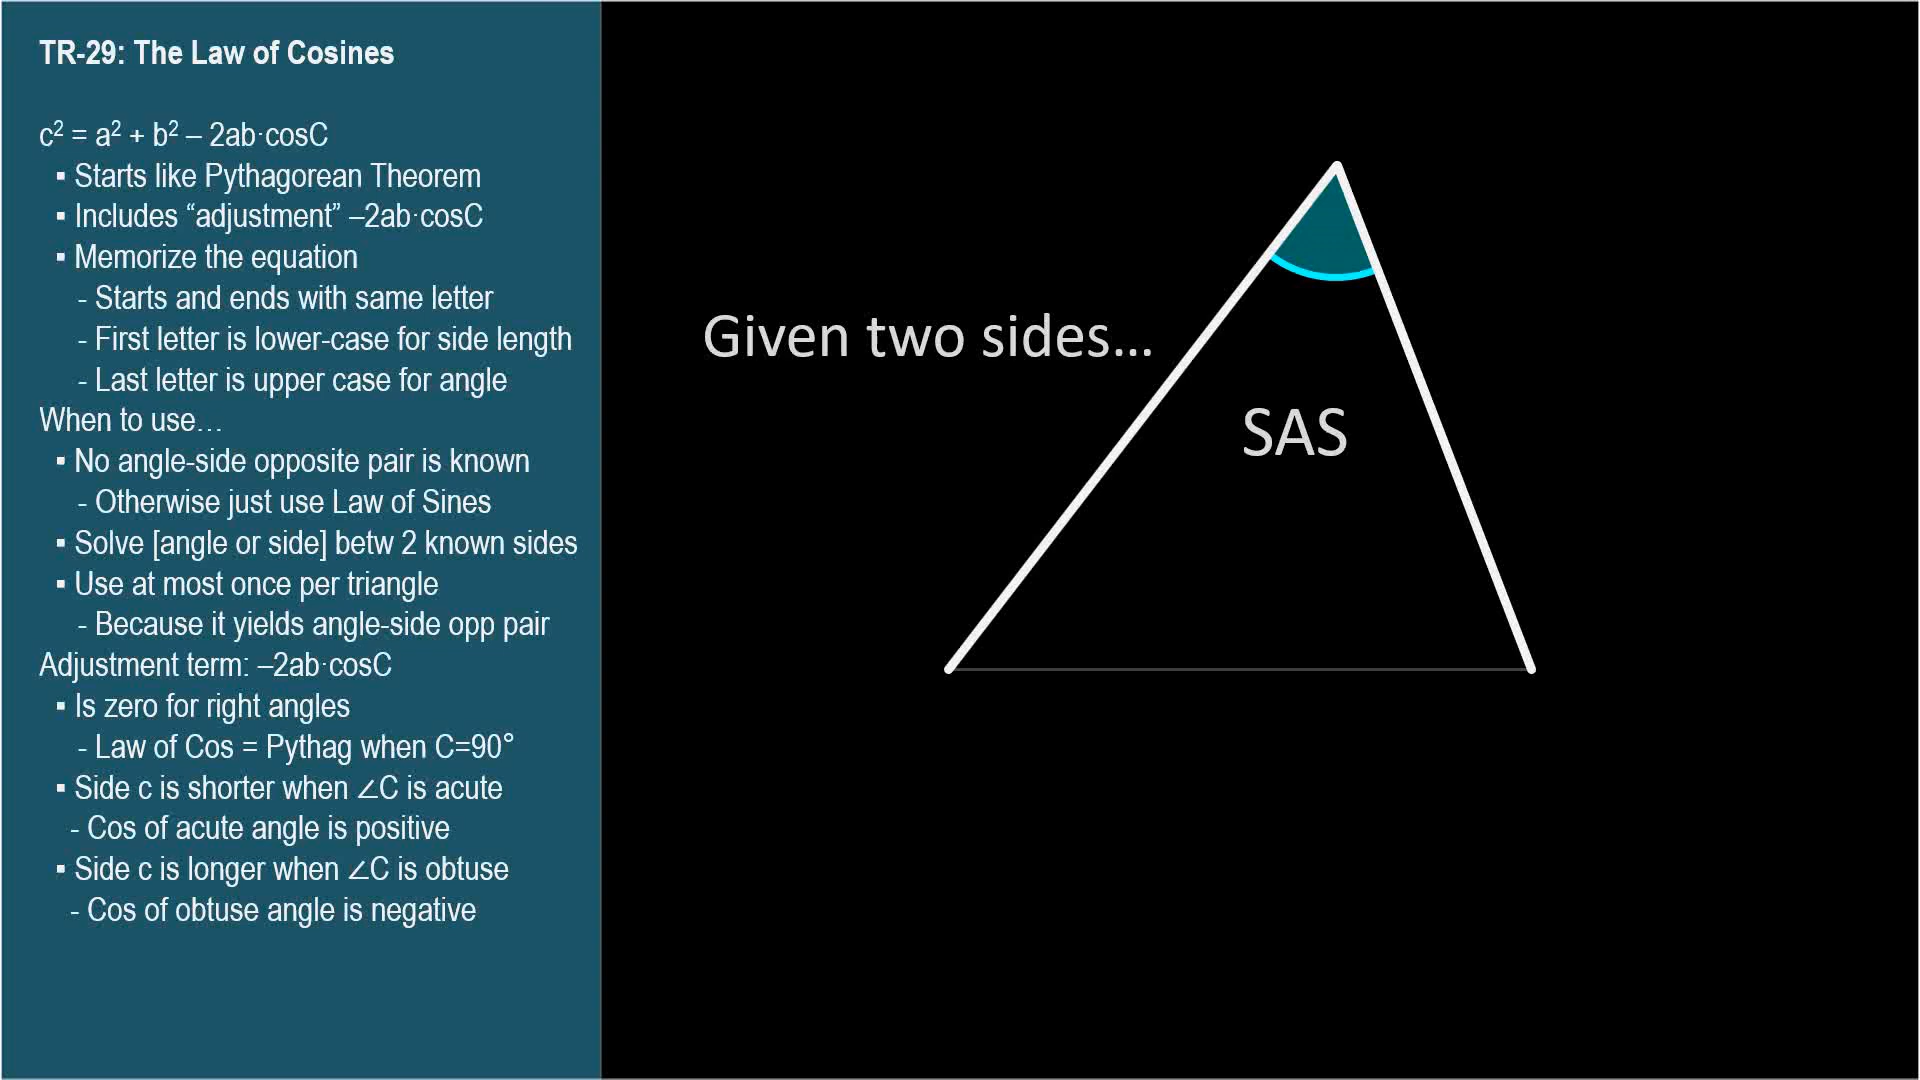 TR-29: The Law of Cosines
c² = a² + b² – 2ab·cosC
▪ Starts like Pythagorean Theorem
▪ Includes “adjustment” –2ab·cosC
▪ Memorize the equation
- Starts and ends with same letter
- First letter is lower-case for side length
- Last letter is upper case for angle
When to use…
▪ No angle-side opposite pair is known
- Otherwise just use Law of Sines
▪ Solve [angle or side] betw 2 known sides
▪ Use at most once per triangle
- Because it yields angle-side opp pair
Adjustment term: –2ab·cosC
▪ Is zero for right angles
- Law of Cos = Pythag when C=90°
▪ Side c is shorter when ∠C is acute
- Cos of acute angle is positive
▪ Side c is longer when ∠C is obtuse
- Cos of obtuse angle is negative
Given two sides…
SAS